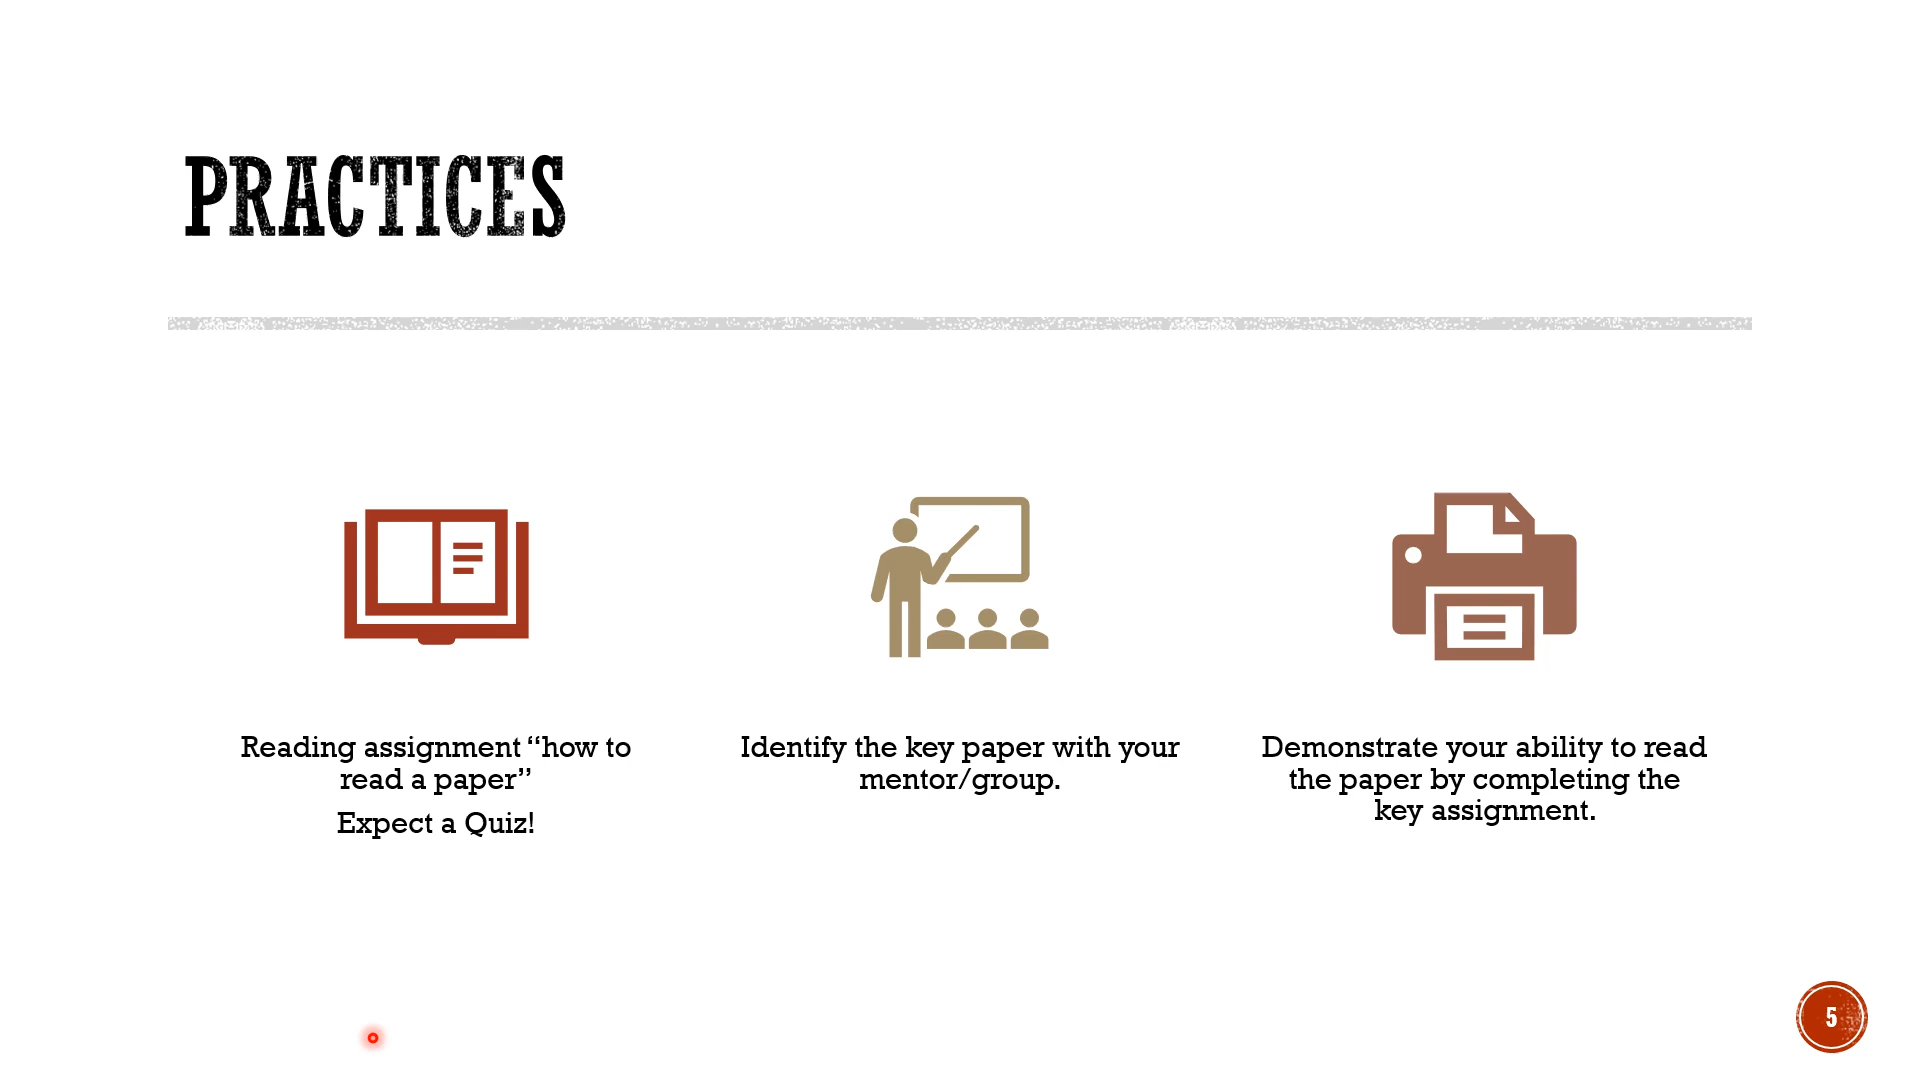 PRACTICES
Reading assignment “how to
read a paper”
Expect a Quiz!
Identify the key paper with your
mentor/group.
Demonstrate your ability to read
the paper by completing the
key assignment.
5